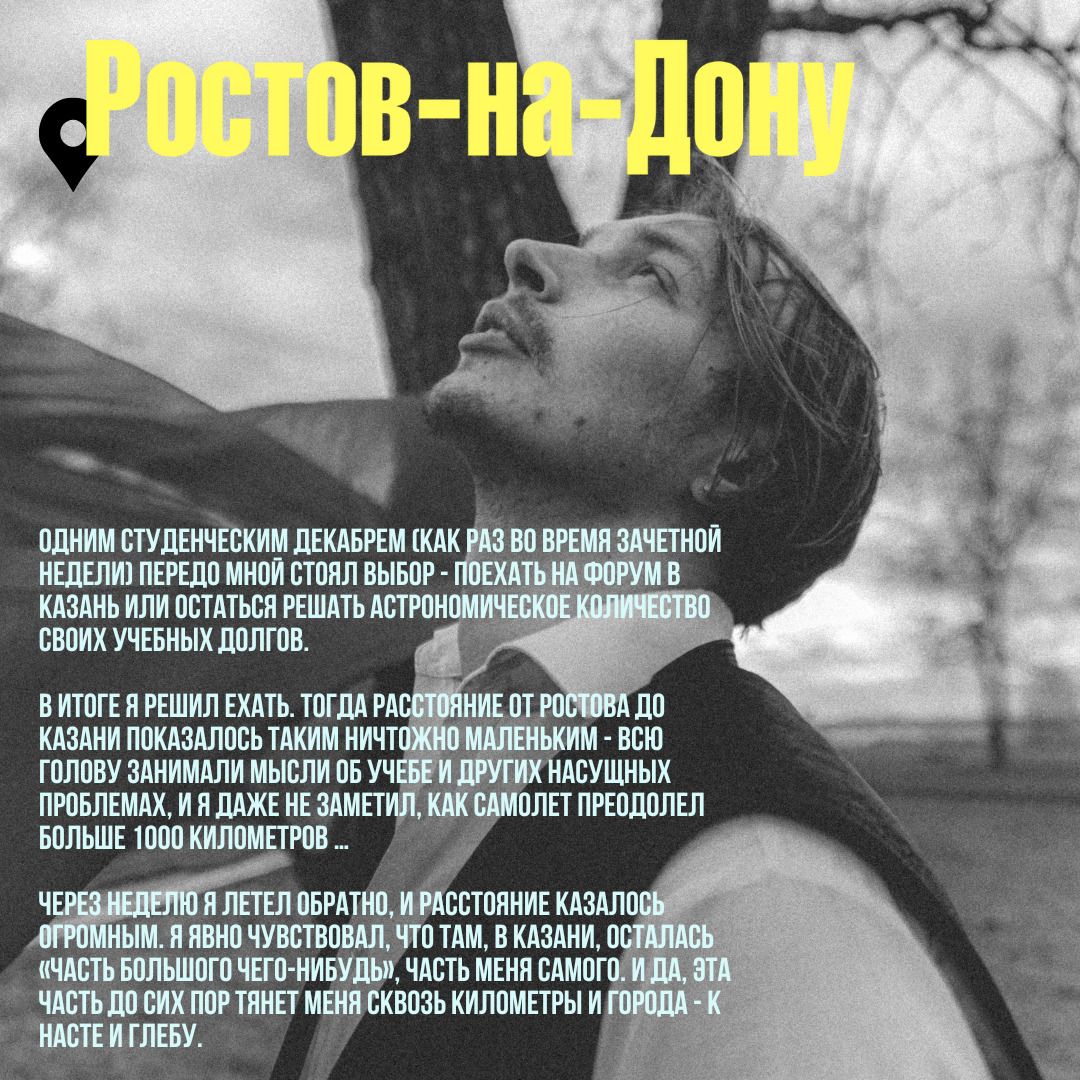 Ростов-на-Дону
ОДНИМ СТУДЕНЧЕСКИМ ДЕКАБРЕМ (КАК РАЗ ВО ВРЕМЯ ЗАЧЕТНОЙ
НЕДЕЛИ) ПЕРЕДО МНОЙ СТОЯЛ ВЫБОР - ПОЕХАТЬ НА ФОРУМ В
КАЗАНЬ ИЛИ ОСТАТЬСЯ РЕШАТЬ АСТРОНОМИЧЕСКОЕ КОЛИЧЕСТВО
СВОИХ УЧЕБНЫХ ДОЛГОВ.
В ИТОГЕ Я РЕШИЛ ЕХАТЬ. ТОГДА РАССТОЯНИЕ ОТ РОСТОВА ДО
КАЗАНИ ПОКАЗАЛОСЬ ТАКИМ НИЧТОЖНО МАЛЕНЬКИМ - ВСЮ
ГОЛОВУ ЗАНИМАЛИ МЫСЛИ ОБ УЧЕБЕ И ДРУГИХ НАСУЩНЫХ
ПРОБЛЕМАХ, И Я ДАЖЕ НЕ ЗАМЕТИЛ, КАК САМОЛЕТ ПРЕОДОЛЕЛ
БОЛЬШЕ 1000 КИЛОМЕТРОВ ...
ЧЕРЕЗ НЕДЕЛЮ Я ЛЕТЕЛ ОБРАТНО, И РАССТОЯНИЕ КАЗАЛОСЬ
ОГРОМНЫМ. Я ЯВНО ЧУВСТВОВАЛ, ЧТО ТАМ, В КАЗАНИ, ОСТАЛАСЬ
«ЧАСТЬ БОЛЬШОГО ЧЕГО-НИБУДЬ», ЧАСТЬ МЕНЯ САМОГО. И ДА, ЭТА
ЧАСТЬ ДО СИХ ПОР ТЯНЕТ МЕНЯ СКВОЗЬ КИЛОМЕТРЫ И ГОРОДА - К
НАСТЕ И ГЛЕБУ.